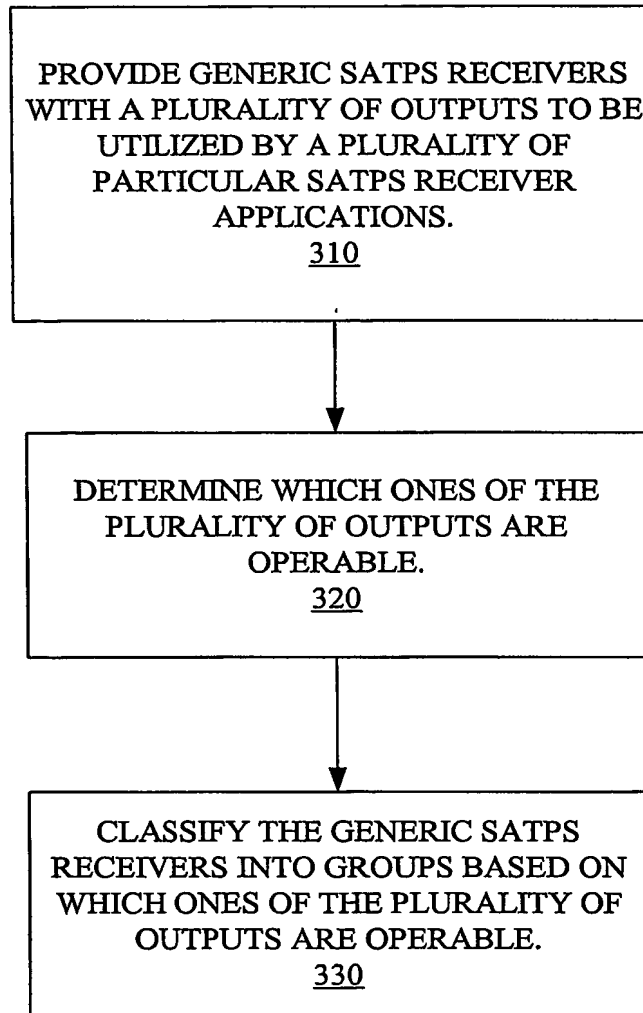 PROVIDE GENERIC SATPS RECEIVERS
WITH A PLURALITY OF OUTPUTS TO BE
UTILIZED BY A PLURALITY OF
PARTICULAR SATPS RECEIVER
APPLICATIONS.
310
DETERMINE WHICH ONES OF THE
PLURALITY OF OUTPUTS ARE
OPERABLE.
320
CLASSIFY THE GENERIC SATPS
RECEIVERS INTO GROUPS BASED ON
WHICH ONES OF THE PLURALITY OF
OUTPUTS ARE OPERABLE.
330